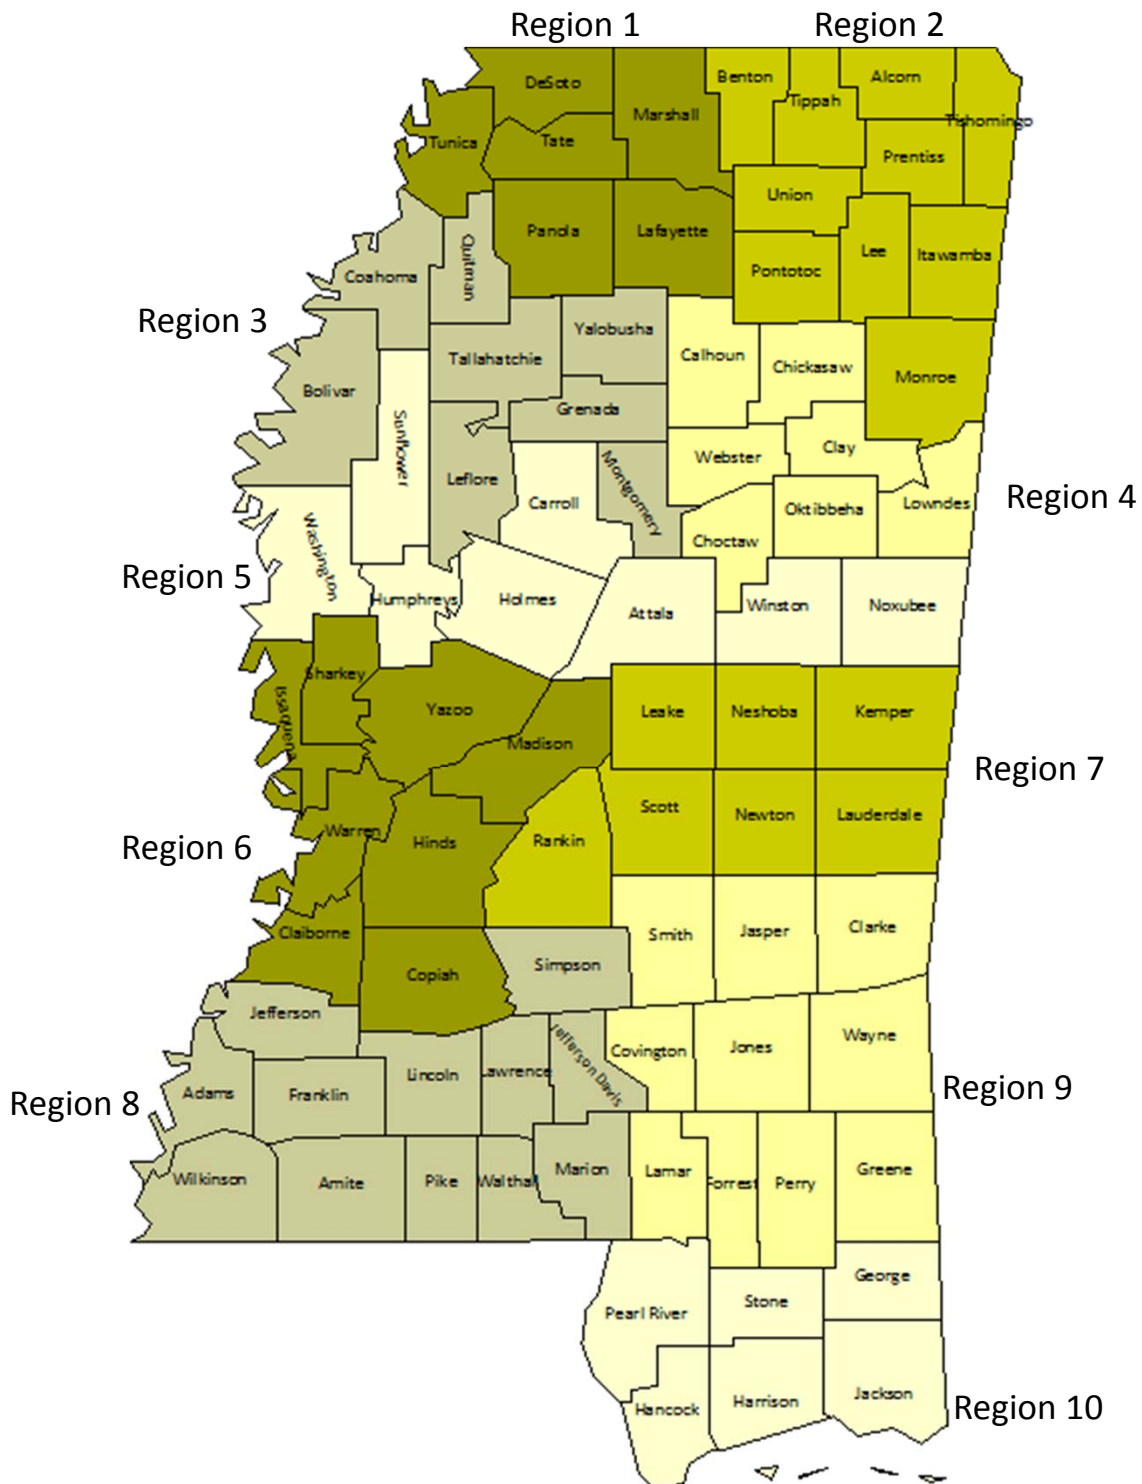 Region 1
Region 2
DeSoto
Benton
Alcorn
Tippah
Marshall
Tishomingo
Tunica
Tate
Prentiss
Union
Panola
Lafayette
Quitman
Lee
Itawamba
Pontotoc
Coahoma
Region 3
Yalobusha
Tallahatchie
Calhoun
Chickasaw
Monroe
Bolivar
Grenada
Sunflower
Clay
Webster
Leflore
Montgomery
Carroll
Region 4
Lowndes
Oktibbeha
Choctaw
Washington
Region 5
Humphreys
Holmes
Attala
Winston
Noxubee
Sharkey
Issaquena
Yazoo
Leake
Neshoba
Kemper
Madison
Region 7
Scott
Newton
Lauderdale
Warren
Hinds
Rankin
Region 6
Claiborne
Smith
Jasper
Clarke
Copiah
Simpson
Jefferson
Wayne
Covington
Jones
Jefferson Davis
Lincoln
Lawrence
Region 9
Adams
Franklin
Region 8
Wilkinson
Amite
Pike
Walthall
Marion
Lamar
Forrest
Perry
Greene
George
Stone
Pearl River
Jackson
Harrison
Hancock
Region 10